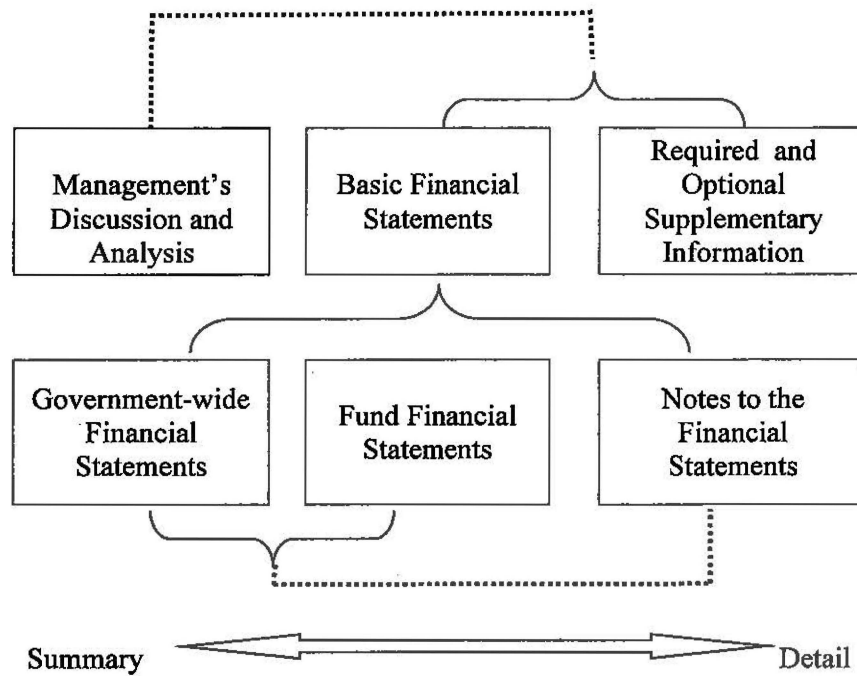 Management's
Discussion and
Analysis
Basic Financial
Statements
Required and
Optional
Supplementary
Information
Government-wide
Financial
Statements
Fund Financial
Statements
Notes to the
Financial
Statements
Summary
Detail